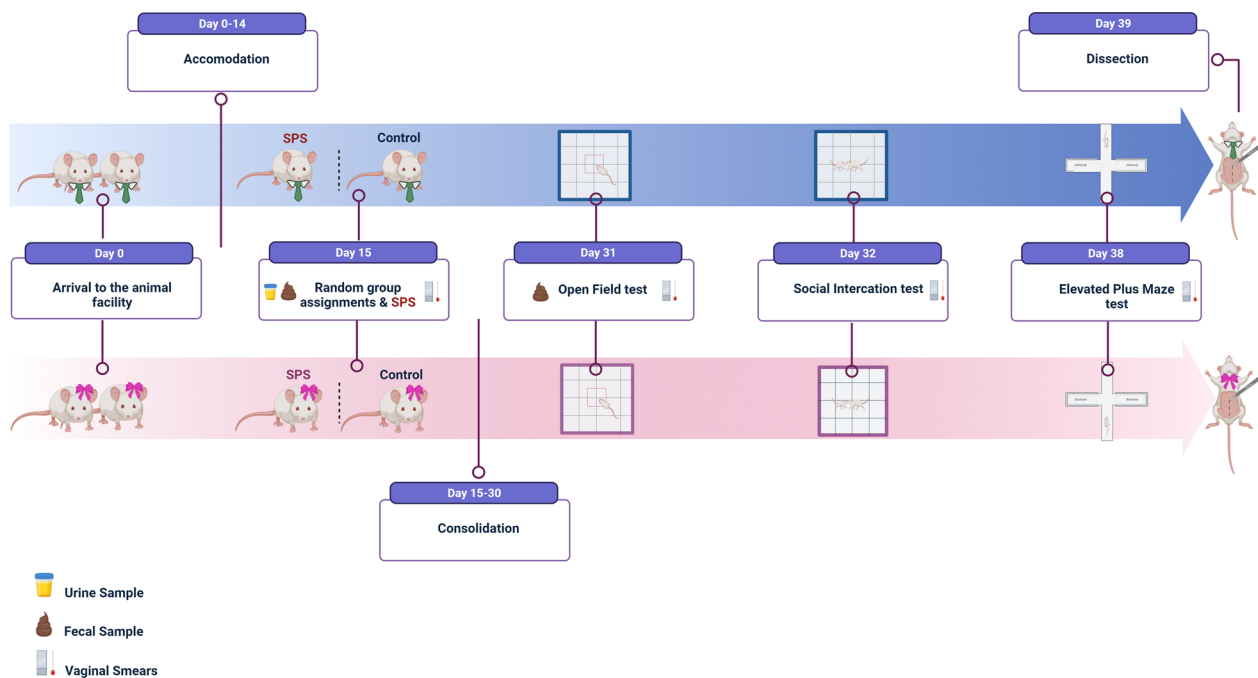 Day 0-14
Accomodation
Day 39
Dissection
SPS
Control
Day 0
Arrival to the animal
facility
Day 15
Random group
assignments & SPS
Day 31
Open Field test
Day 32
Social Intercation test
Day 38
Elevated Plus Maze
test
SPS
Control
Day 15-30
Consolidation
Urine Sample
Fecal Sample
Vaginal Smears